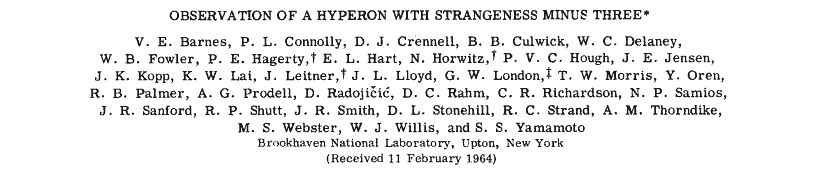 OBSERVATION OF A HYPERON WITH STRANGENESS MINUS THREE*
V. E. Barnes, P. L. Connolly, D. J. Crennell, B. B. Culwick, W. C. Delaney,
W. B. Fowler, P. E. Hagerty,† E. L. Hart, N. Horwitz,† P. V. C. Hough, J. E. Jensen,
J. K. Kopp, K. W. Lai, J. Leitner,† J. L. Lloyd, G. W. London,‡ T. W. Morris, Y. Oren,
R. B. Palmer, A. G. Prodell, D. Radojičić, D. C. Rahm, C. R. Richardson, N. P. Samios,
J. R. Sanford, R. P. Shutt, J. R. Smith, D. L. Stonehill, R. C. Strand, A. M. Thorndike,
M. S. Webster, W. J. Willis, and S. S. Yamamoto
Brookhaven National Laboratory, Upton, New York
(Received 11 February 1964)